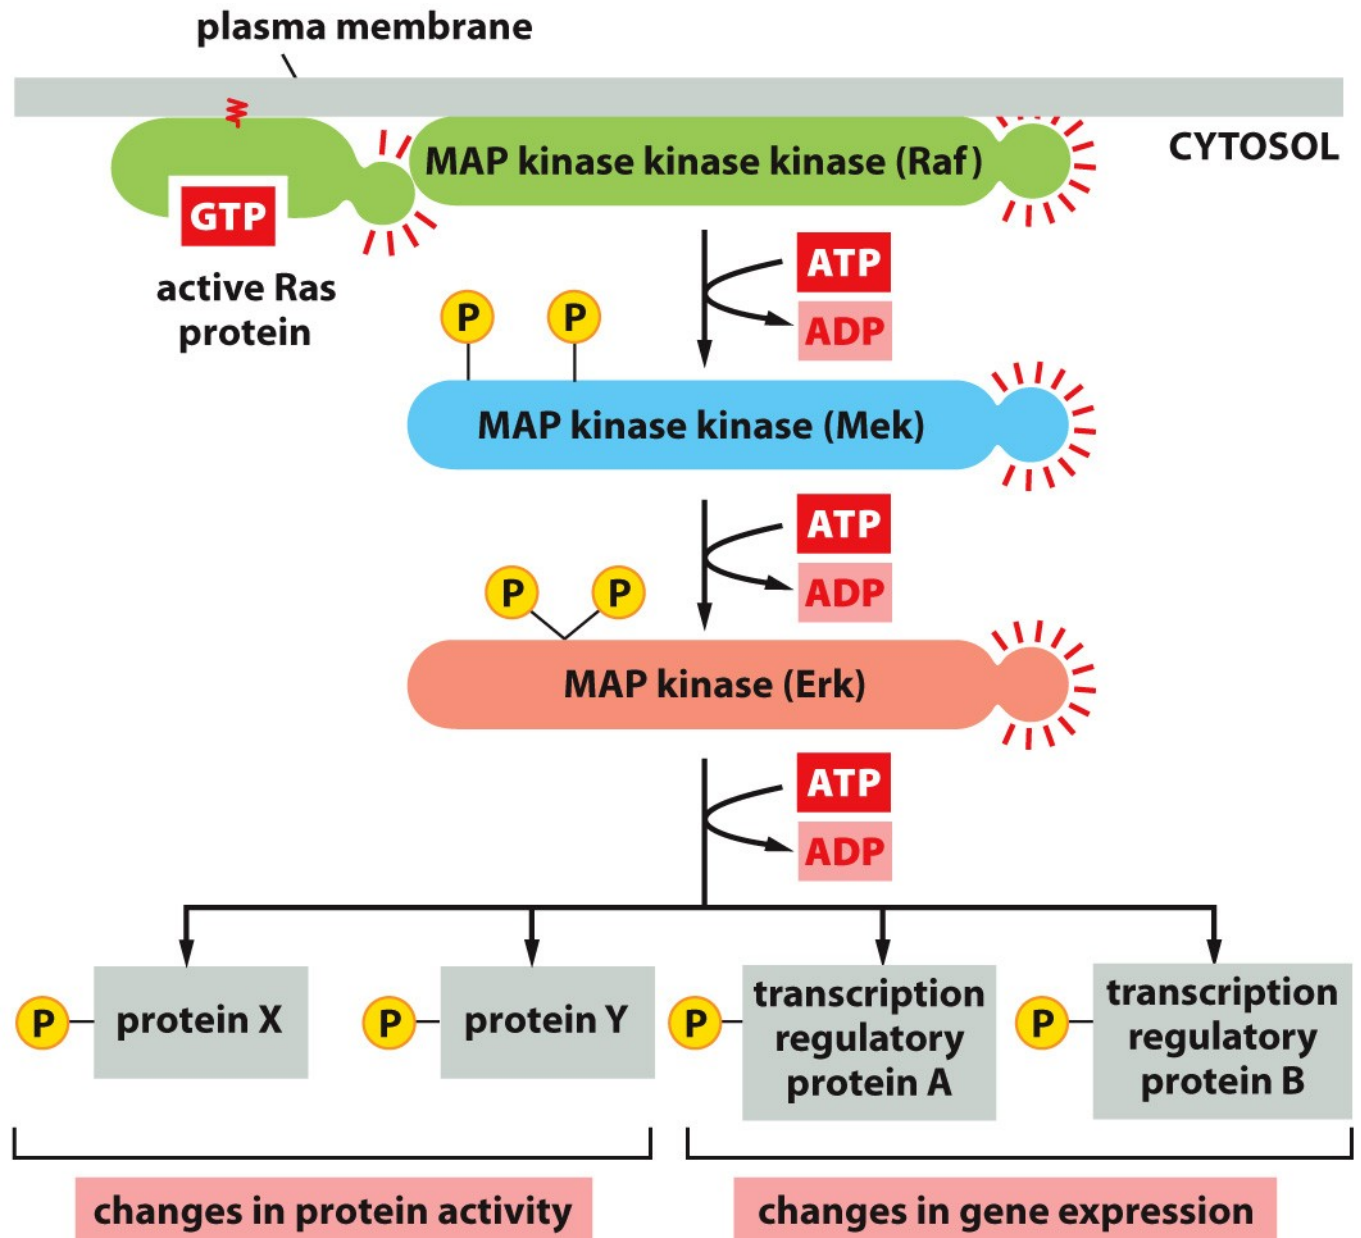 plasma membrane
CYTOSOL
MAP kinase kinase kinase (Raf)
GTP
active Ras
protein
ATP
ADP
P
P
MAP kinase kinase (Mek)
ATP
ADP
P
P
MAP kinase (Erk)
ATP
ADP
P
protein X
P
protein Y
P
transcription
regulatory
protein A
P
transcription
regulatory
protein B
changes in protein activity
changes in gene expression